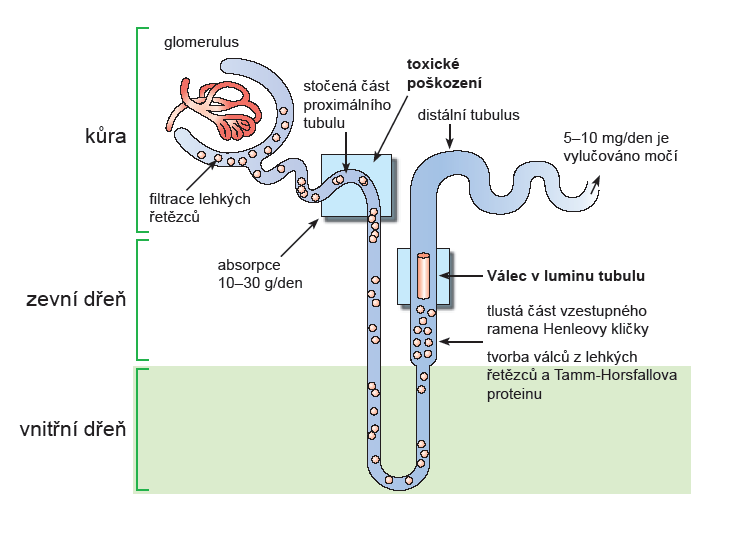 glomerulus
kůra
stočená část
proximálního
tubulu
toxické
poškození
distální tubulus
5–10 mg/den je
vylučováno močí
filtrace lehkých
řetězců
absorpce
10–30 g/den
zevní dřeň
Válec v luminu tubulu
tlustá část vzestupného
ramena Henleovy kličky
tvorba válců z lehkých
řetězců a Tamm-Horsfallova
proteinu
vnitřní dřeň